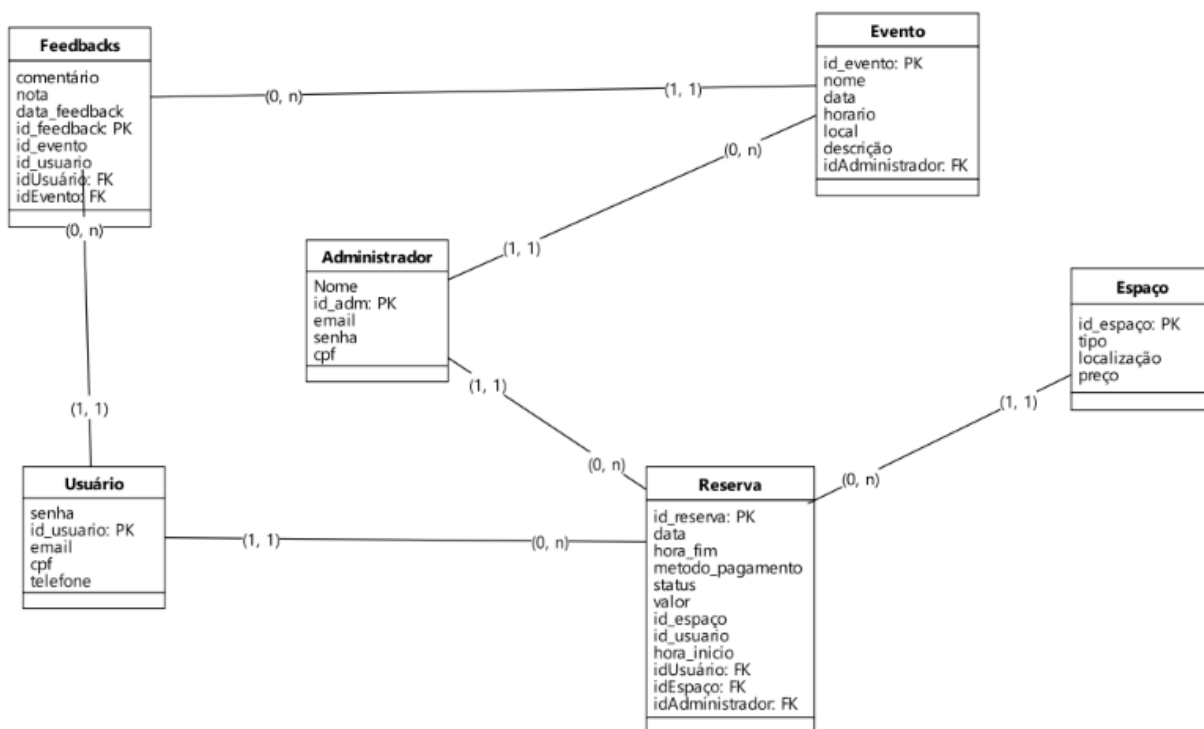 Feedbacks
comentário
nota
data_feedback
id_feedback: PK
id_evento
id_usuario
idUsuário: FK
idEvento: FK
(0, n)
(1, 1)
Evento
id_evento: PK
nome
data
horario
local
descrição
idAdministrador: FK
(0, n)
(1, 1)
(0, n)
Administrador
Nome
id_adm: PK
email
senha
cpf
Espaço
id_espaço: PK
tipo
localização
preço
(1, 1)
(1, 1)
(1, 1)
(0, n)
(0, n)
Usuário
senha
id_usuario: PK
email
cpf
telefone
(1, 1)
(0, n)
Reserva
id_reserva: PK
data
hora_fim
metodo_pagamento
status
valor
id_espaço
id_usuario
hora_inicio
idUsuário: FK
idEspaço: FK
idAdministrador: FK